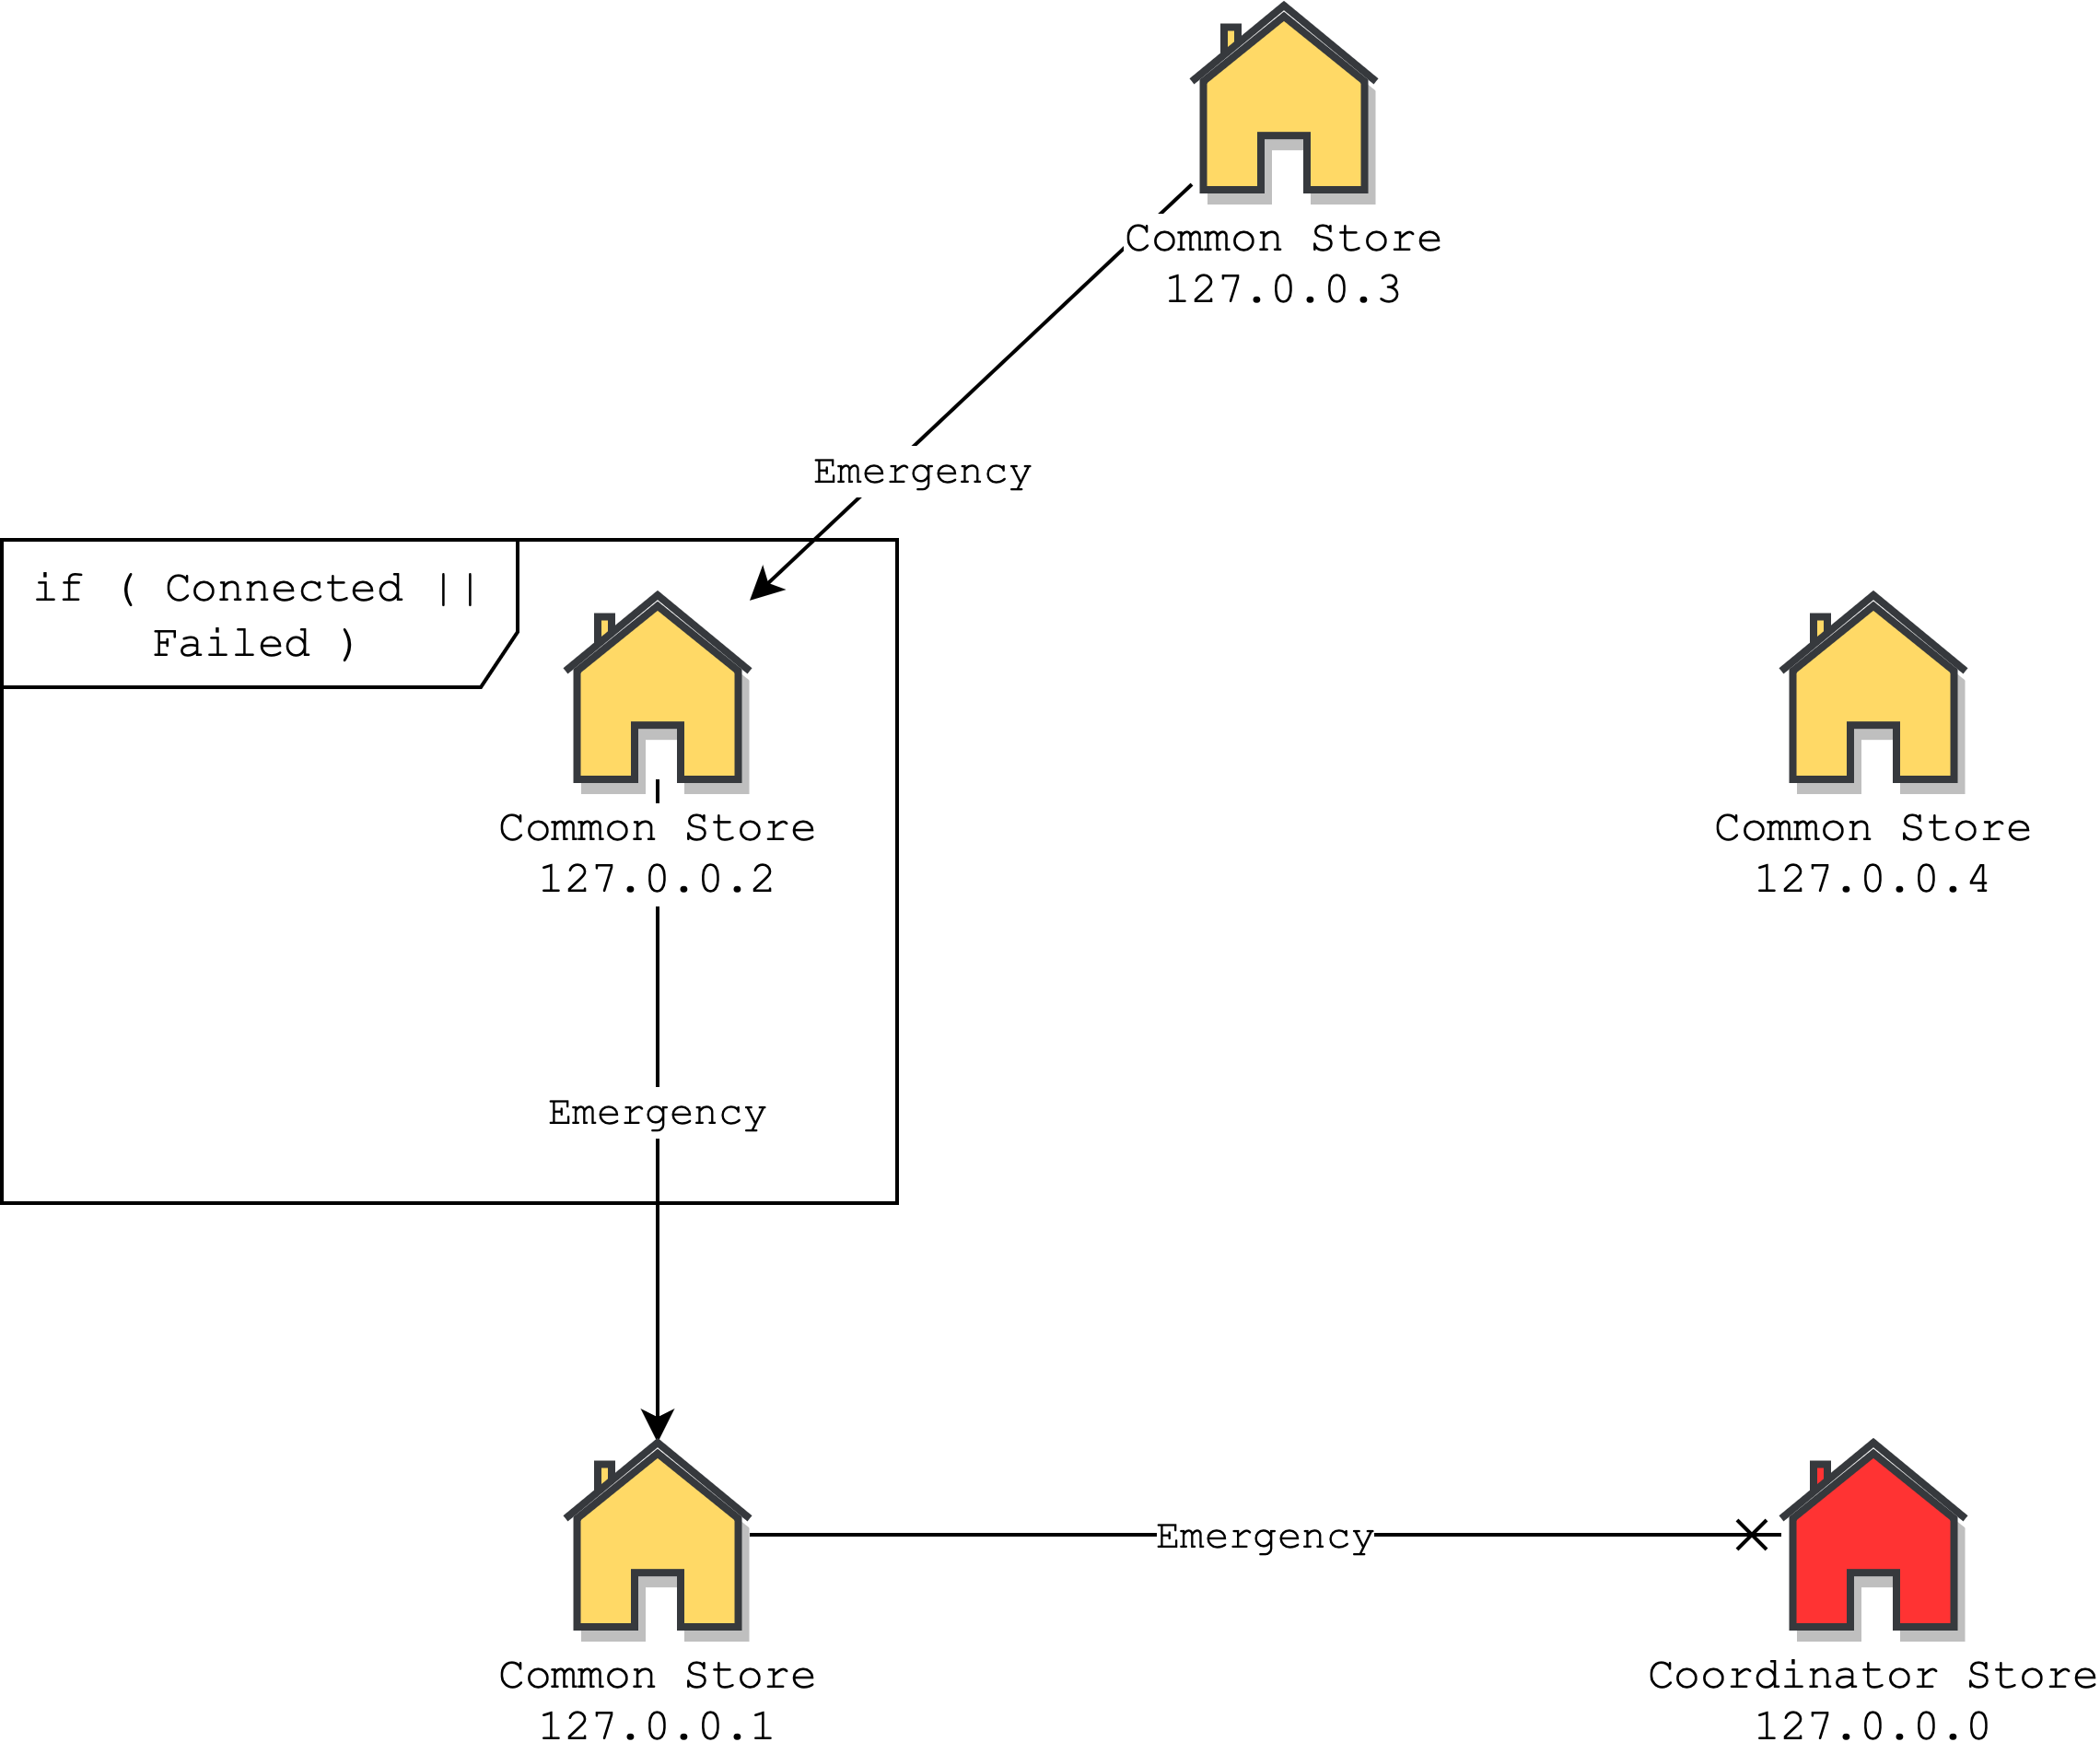 Common Store
127.0.0.3
Emergency
if ( Connected ||
Failed )
Common Store
127.0.0.2
Common Store
127.0.0.4
Emergency
Emergency
Common Store
127.0.0.1
Coordinator Store
127.0.0.0